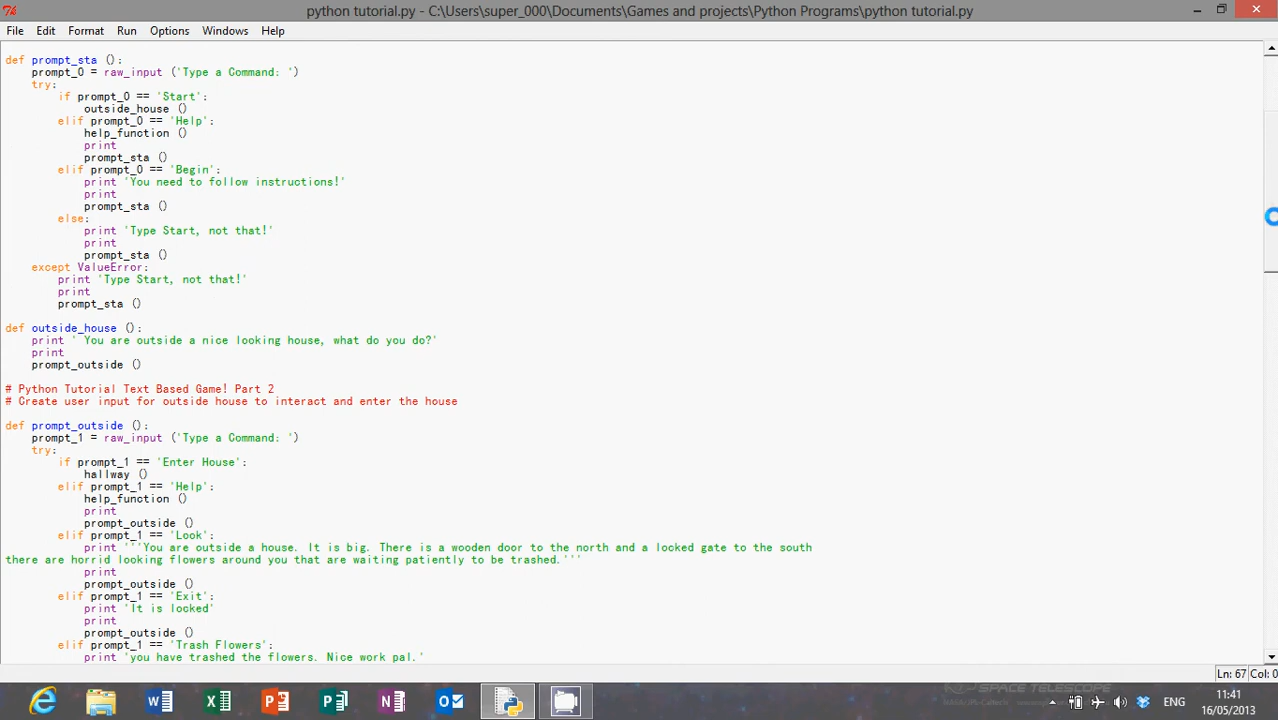 python tutorial.py - C:\Users\super_000\Documents\Games and projects\Python Programs\python tutorial.py
File Edit Format Run Options Windows Help
def prompt_sta ():
    prompt_0 = raw_input ('Type a Command: ')
    try:
        if prompt_0 == 'Start':
            outside_house ()
        elif prompt_0 == 'Help':
            help_function ()
            print
            prompt_sta ()
        elif prompt_0 == 'Begin':
            print 'You need to follow instructions!'
            print
            prompt_sta ()
        else:
            print 'Type Start, not that!'
            print
            prompt_sta ()
    except ValueError:
        print 'Type Start, not that!'
        print
        prompt_sta ()
def outside_house ():
    print ' You are outside a nice looking house, what do you do?'
    print
    prompt_outside ()
# Python Tutorial Text Based Game! Part 2
# Create user input for outside house to interact and enter the house
def prompt_outside ():
    prompt_1 = raw_input ('Type a Command: ')
    try:
        if prompt_1 == 'Enter House':
            hallway ()
        elif prompt_1 == 'Help':
            help_function ()
            print
            prompt_outside ()
        elif prompt_1 == 'Look':
            print '''You are outside a house. It is big. There is a wooden door to the north and a locked gate to the south
there are horrid looking flowers around you that are waiting patiently to be trashed.'''
            print
            prompt_outside ()
        elif prompt_1 == 'Exit':
            print 'It is locked'
            print
            prompt_outside ()
        elif prompt_1 == 'Trash Flowers':
            print 'you have trashed the flowers. Nice work pal.'
Ln: 67 Col: 0
SPACE TELESCOPE
ENG
11:41
16/05/2013